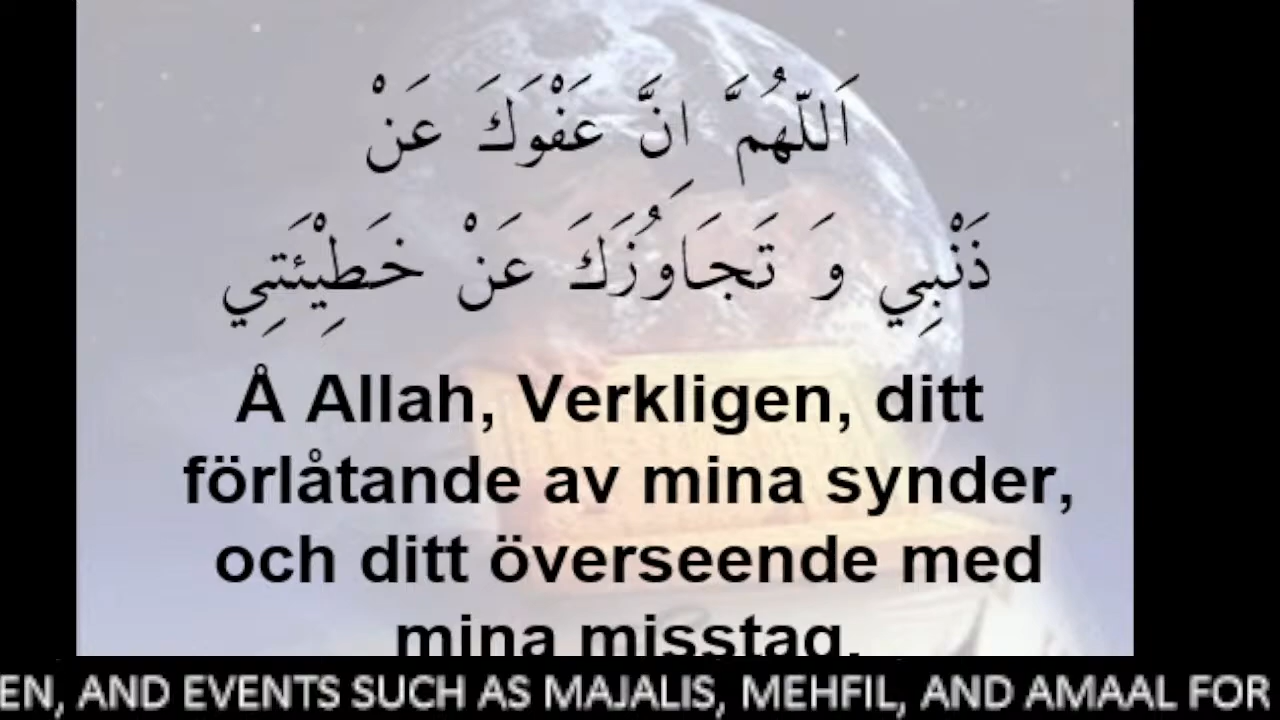 اَللّهُمَّ اِنَّ عَفْوَكَ عَنْ
ذَنْبِي وَ تَجَاوُزَكَ عَنْ خَطِيْئَتِي
Å Allah, Verkligen, ditt
förlåtande av mina synder,
och ditt överseende med
mina misstag,
EN, AND EVENTS SUCH AS MAJALIS, MEHFIL, AND AMAAL FOR